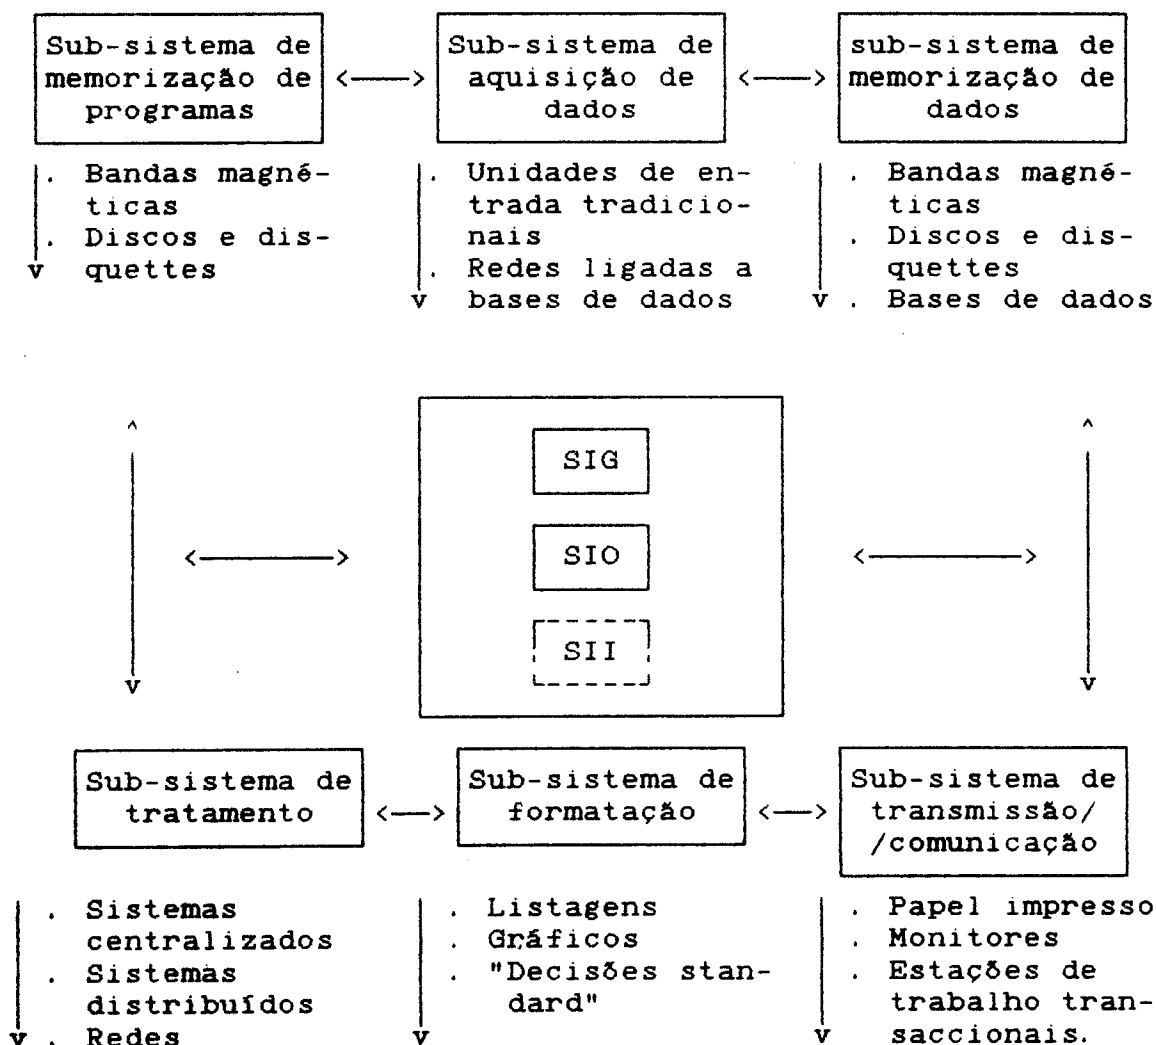 Sub-sistema de
memorização de
programas
<——>
Sub-sistema de
aquisição de
dados
<——>
sub-sistema de
memorização de
dados
. Bandas magné-
ticas
. Discos e dis-
quettes
. Unidades de en-
trada tradicio-
nais
. Redes ligadas a
bases de dados
. Bandas magné-
ticas
. Discos e dis-
quettes
. Bases de dados
SIG
SIO
SII
Sub-sistema de
tratamento
<——>
Sub-sistema de
formatação
<——>
Sub-sistema de
transmissão/
/comunicação
. Sistemas
centralizados
. Sistemas
distribuídos
. Redes
. Listagens
. Gráficos
. "Decisões stan-
dard"
. Papel impresso
. Monitores
. Estações de
trabalho tran-
saccionais.